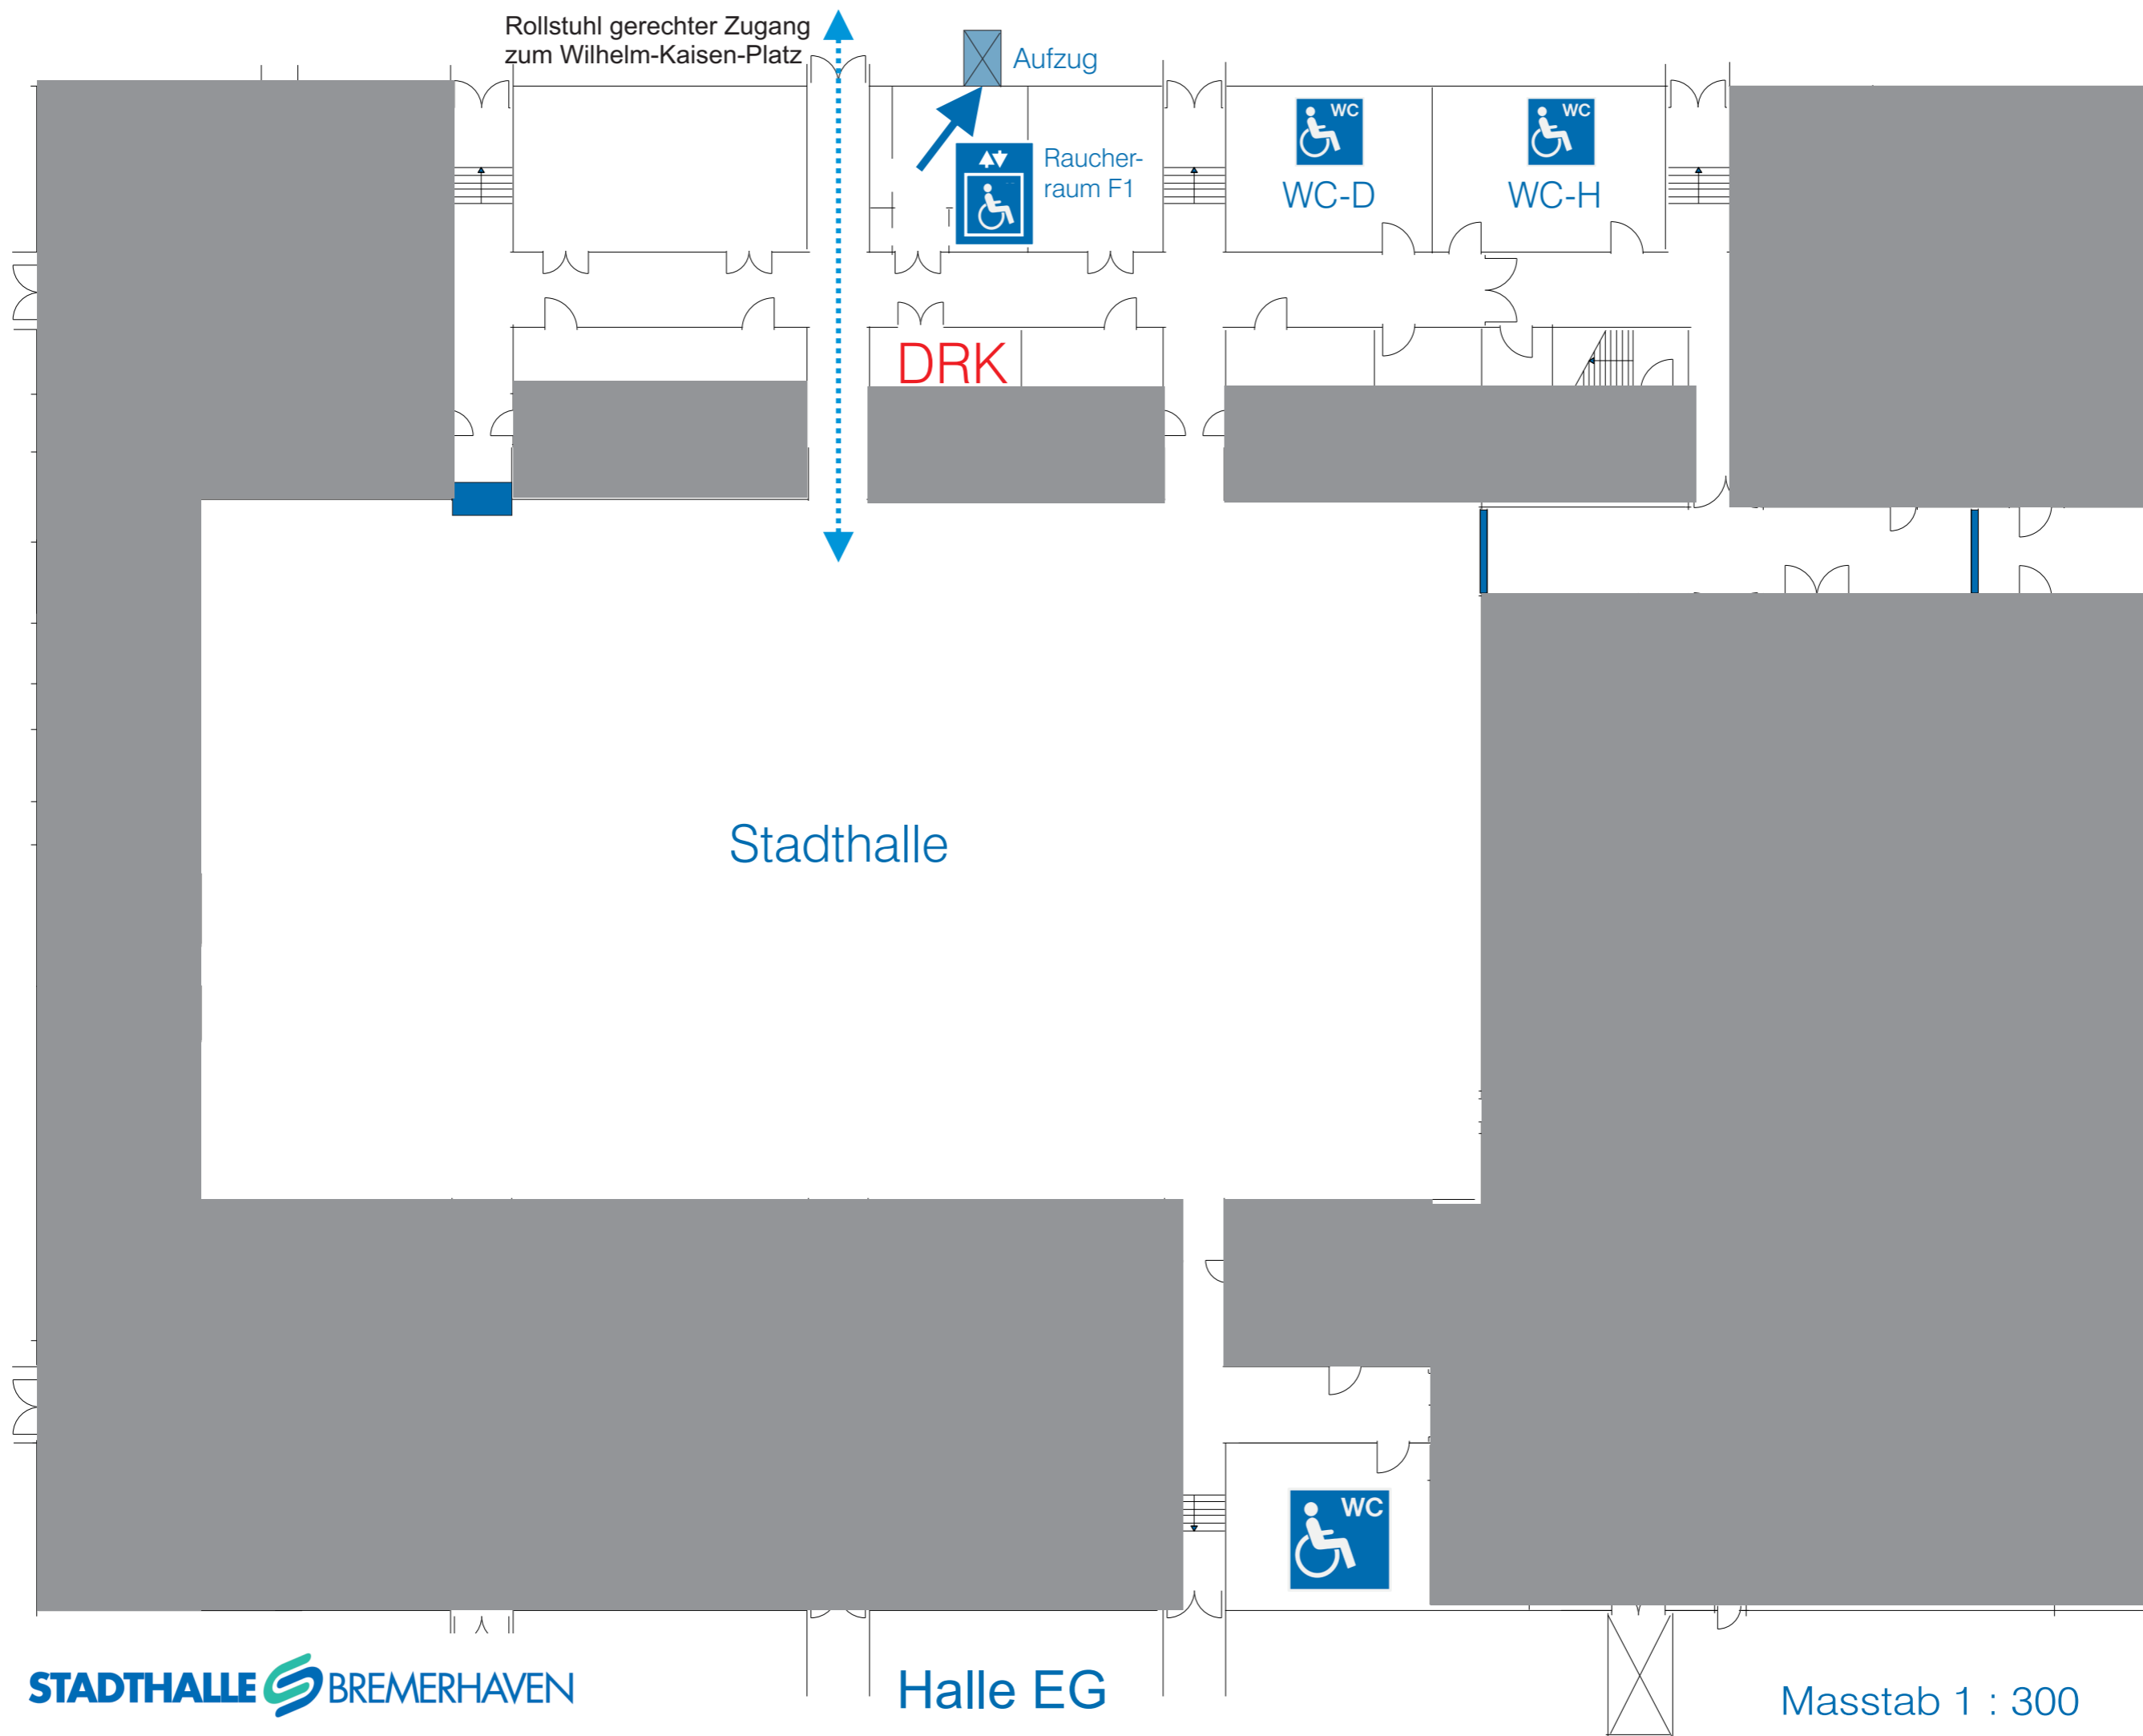 Rollstuhl gerechter Zugang
zum Wilhelm-Kaisen-Platz
Aufzug
WC
WC
Raucher-
raum F1
WC-D
WC-H
DRK
Stadthalle
WC
STADTHALLE BREMERHAVEN
Halle EG
Masstab 1 : 300